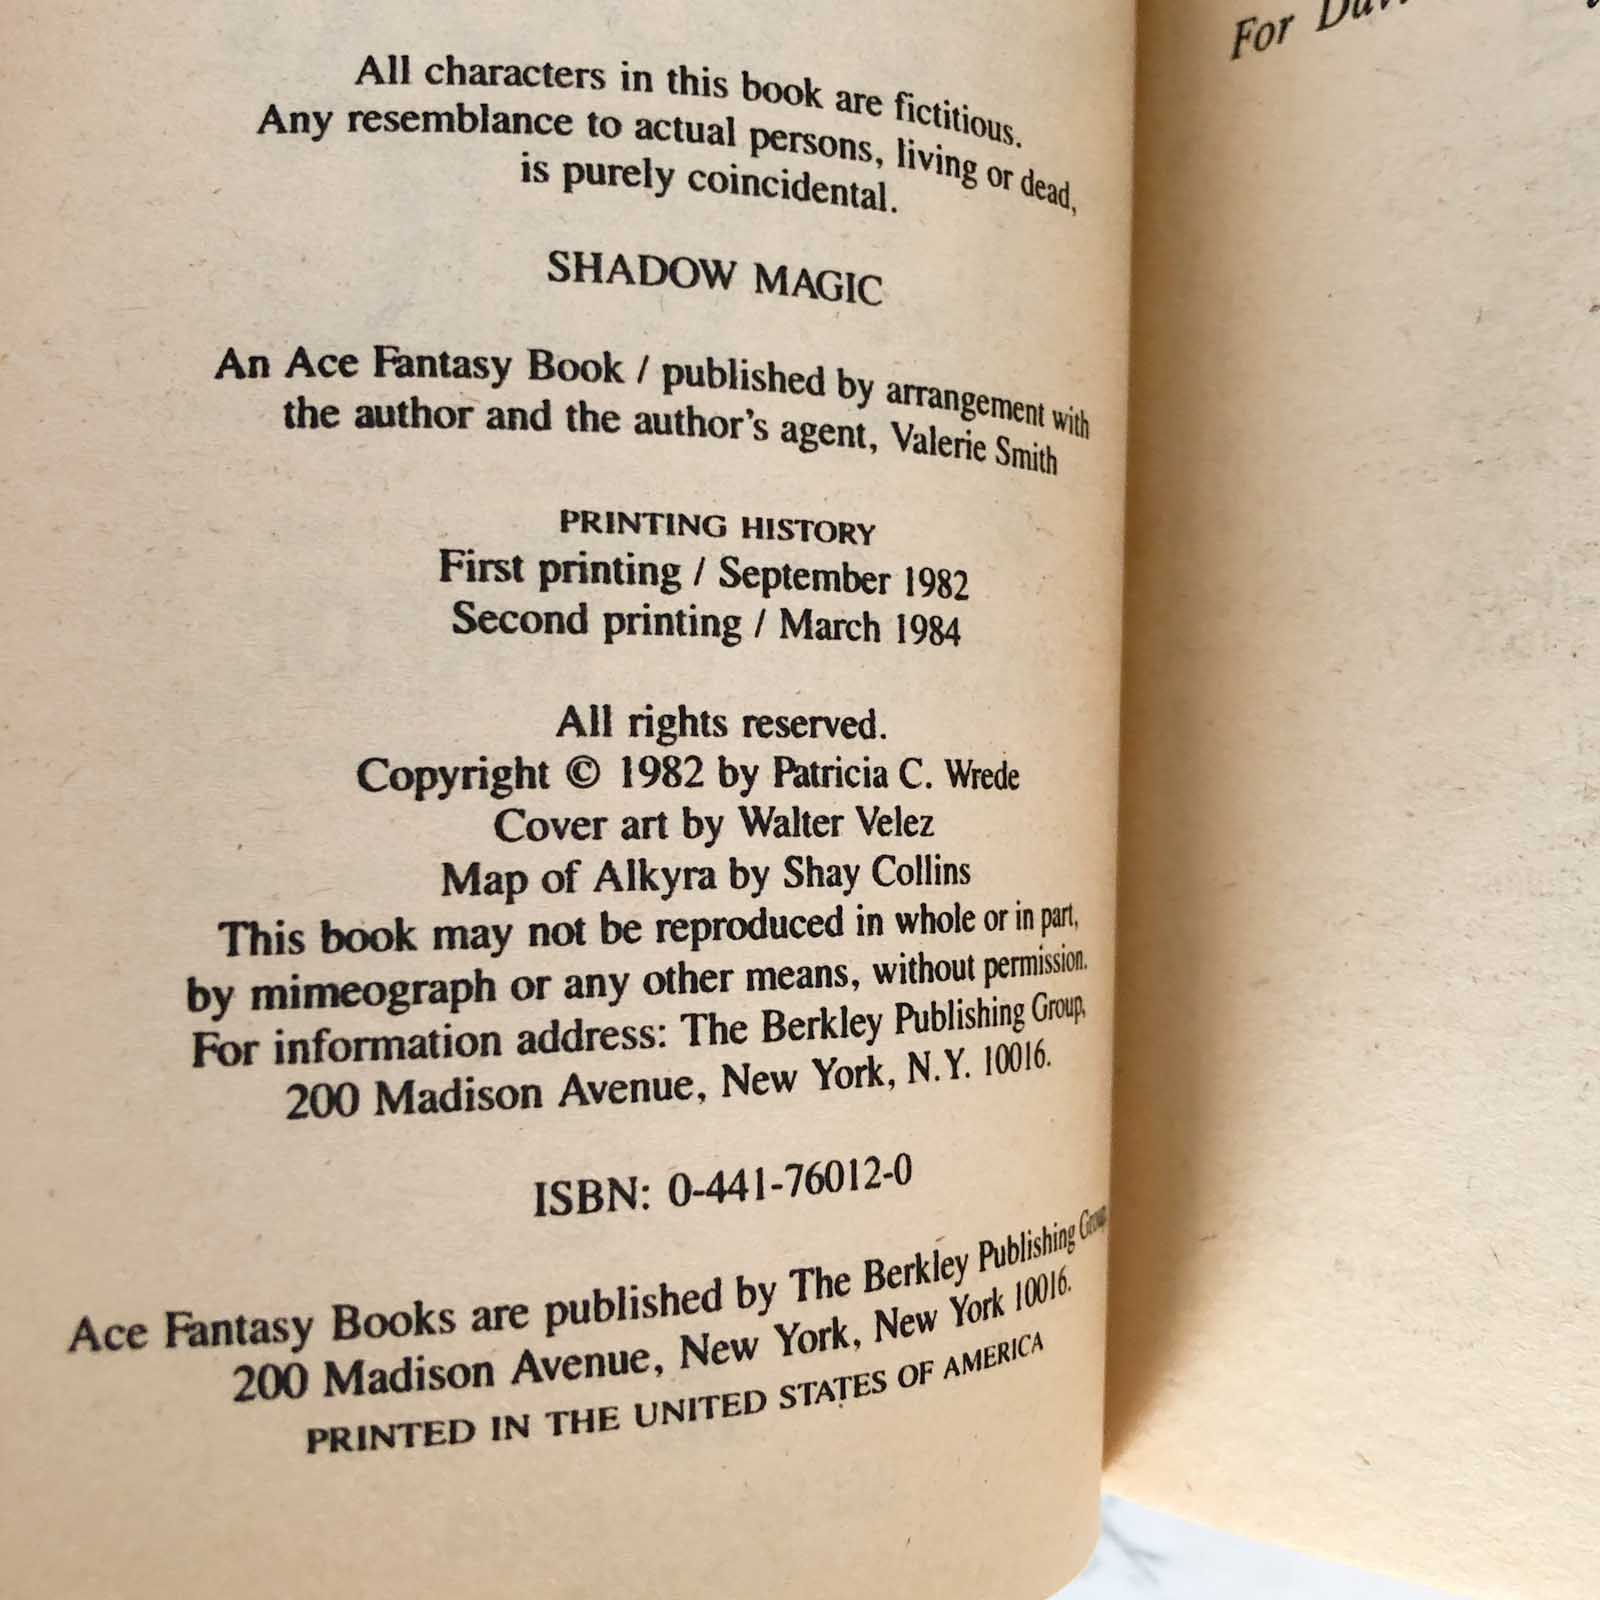 All characters in this book are fictitious.
Any resemblance to actual persons, living or dead,
is purely coincidental.
SHADOW MAGIC
An Ace Fantasy Book / published by arrangement with
the author and the author's agent, Valerie Smith
PRINTING HISTORY
First printing / September 1982
Second printing / March 1984
All rights reserved.
Copyright © 1982 by Patricia C. Wrede
Cover art by Walter Velez
Map of Alkyra by Shay Collins
This book may not be reproduced in whole or in part,
by mimeograph or any other means, without permission.
For information address: The Berkley Publishing Group,
200 Madison Avenue, New York, N.Y. 10016.
ISBN: 0-441-76012-0
Ace Fantasy Books are published by The Berkley Publishing Group,
200 Madison Avenue, New York, New York 10016.
PRINTED IN THE UNITED STATES OF AMERICA
For